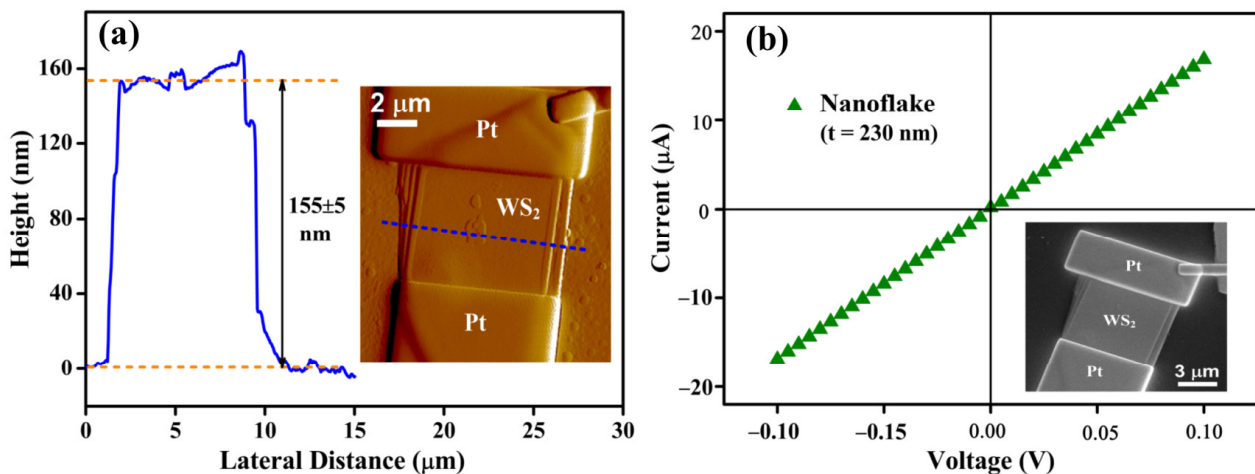 (a)
Height (nm)
160
120
80
40
0
155±5
nm
2 μm
Pt
WS₂
Pt
0
5
10
15
20
25
30
Lateral Distance (μm)
(b)
Current (μA)
20
10
0
−10
−20
Nanoflake
(t = 230 nm)
Pt
WS₂
Pt
3 μm
−0.10
−0.15
0.00
0.05
0.10
Voltage (V)